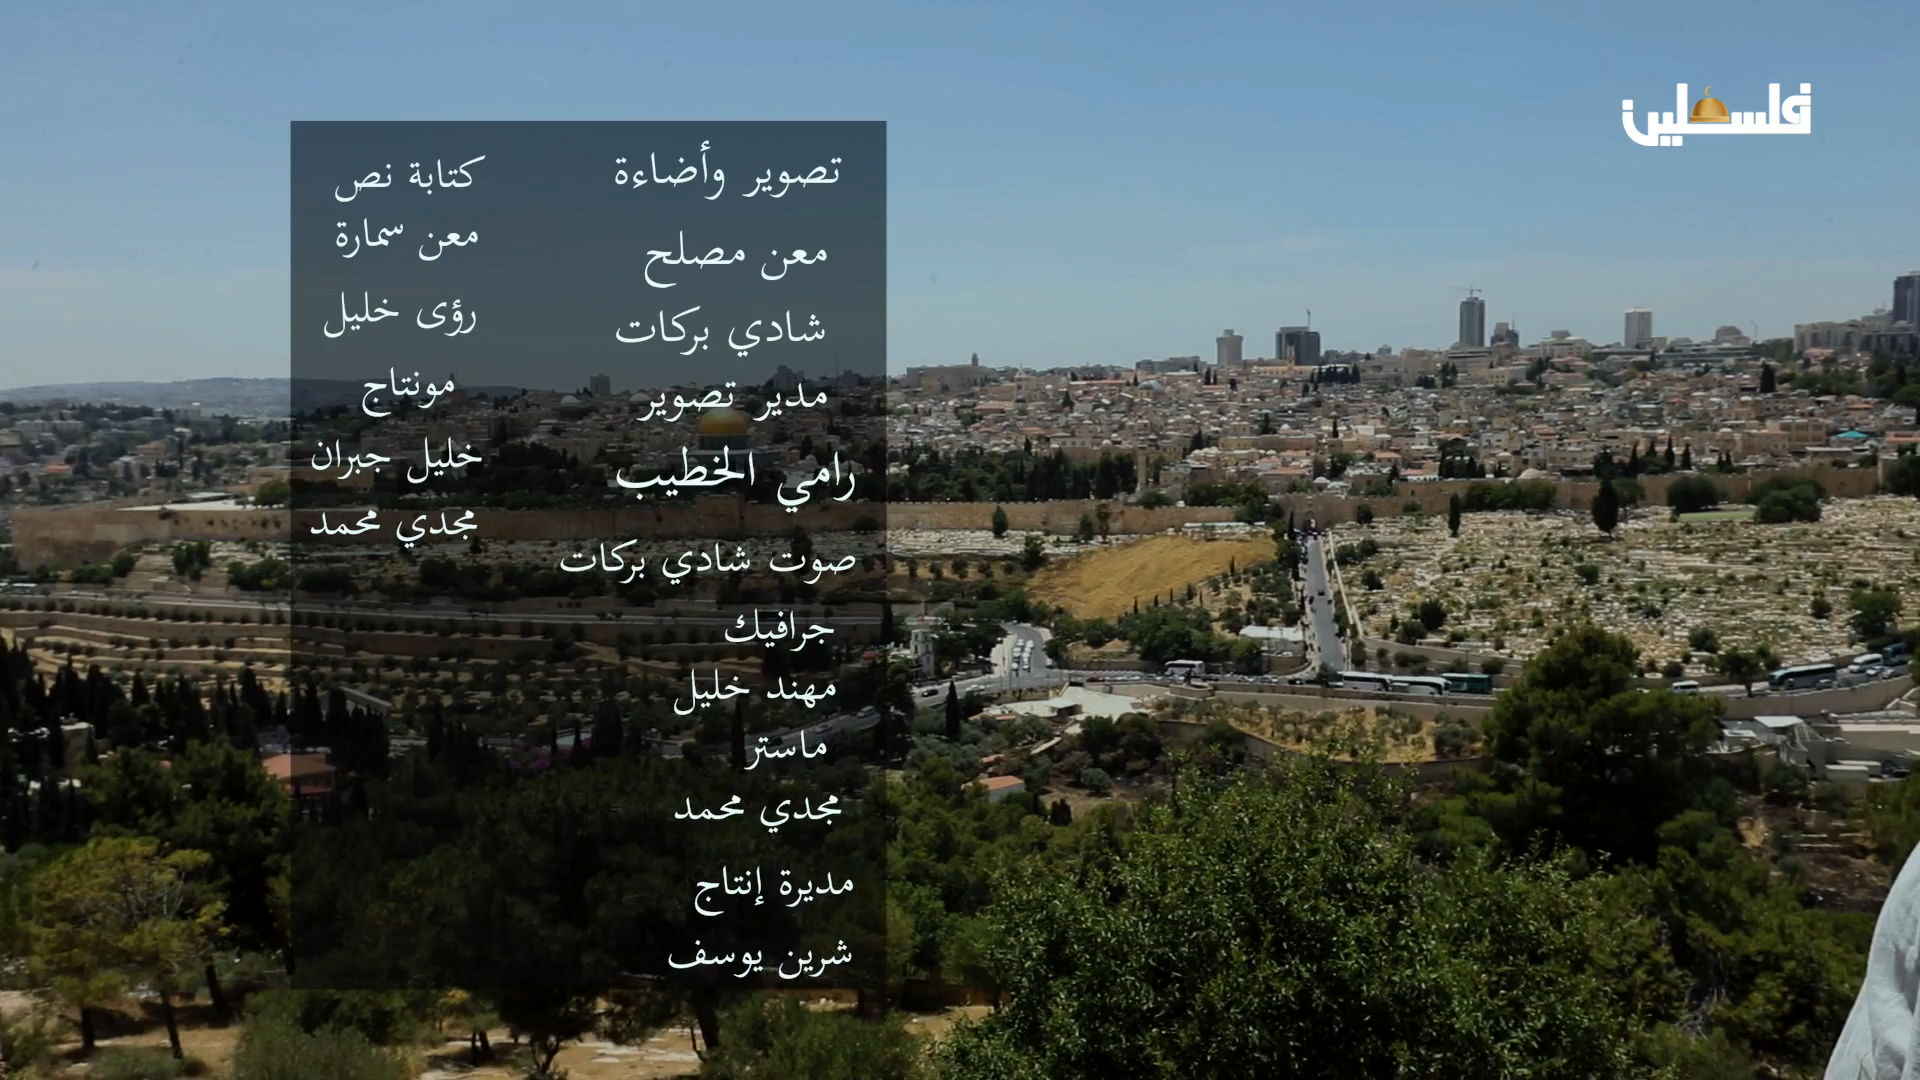 فلسطين
تصوير وأضاءة
معن مصلح
شادي بركات
مدير تصوير
رامي الخطيب
صوت شادي بركات
جرافيك
مهند خليل
ماستر
مجدي محمد
مديرة إنتاج
شرين يوسف
كتابة نص
معن سمارة
رؤى خليل
مونتاج
خليل جبران
مجدي محمد